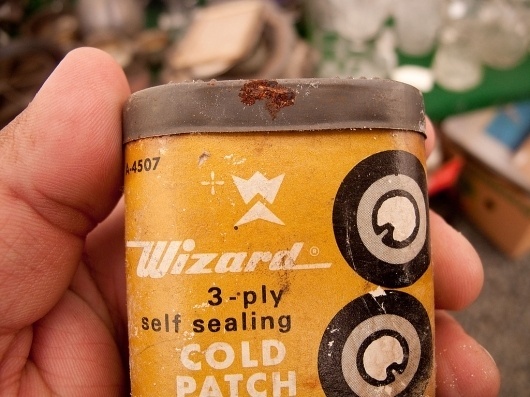 A-4507
Wizard®
3-ply
self sealing
COLD
PATCH